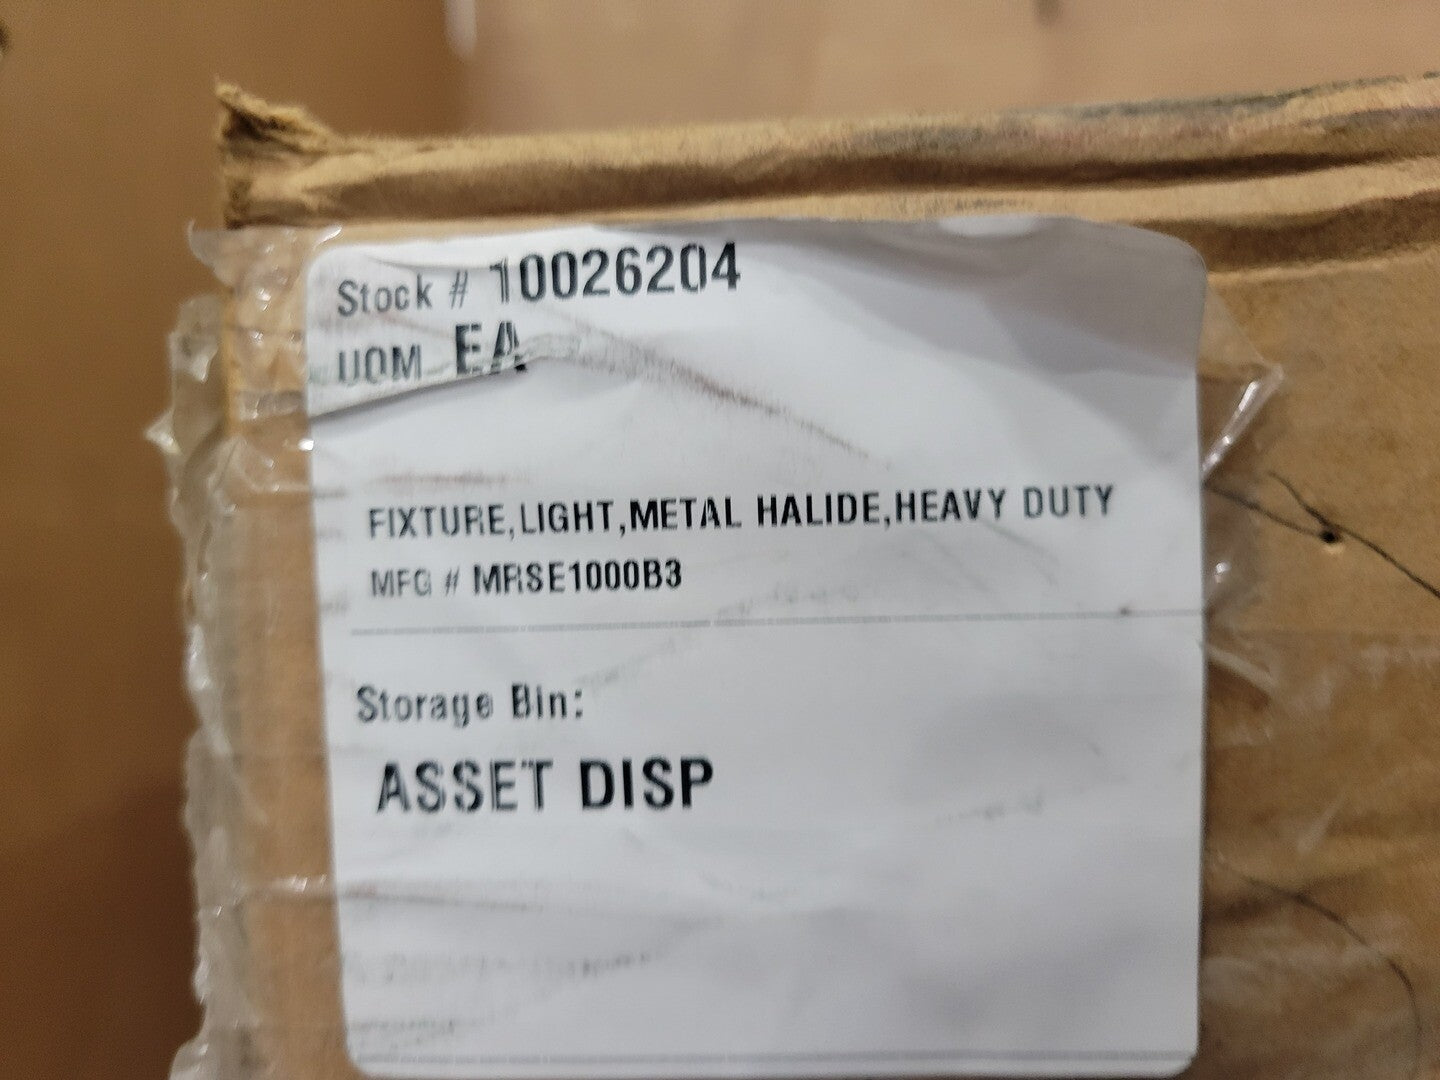 Stock # 10026204
UOM EA
FIXTURE,LIGHT,METAL HALIDE,HEAVY DUTY
MFG # MRSE1000B3
Storage Bin:
ASSET DISP